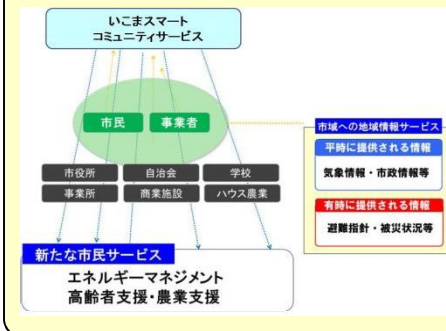 いこまスマート
コミュニティサービス
市民
事業者
市役所
自治会
学校
事業所
商業施設
ハウス農業
市域への地域情報サービス
平時に提供される情報
気象情報・市政情報等
有時に提供される情報
避難指針・被災状況等
新たな市民サービス
エネルギーマネジメント
高齢者支援・農業支援